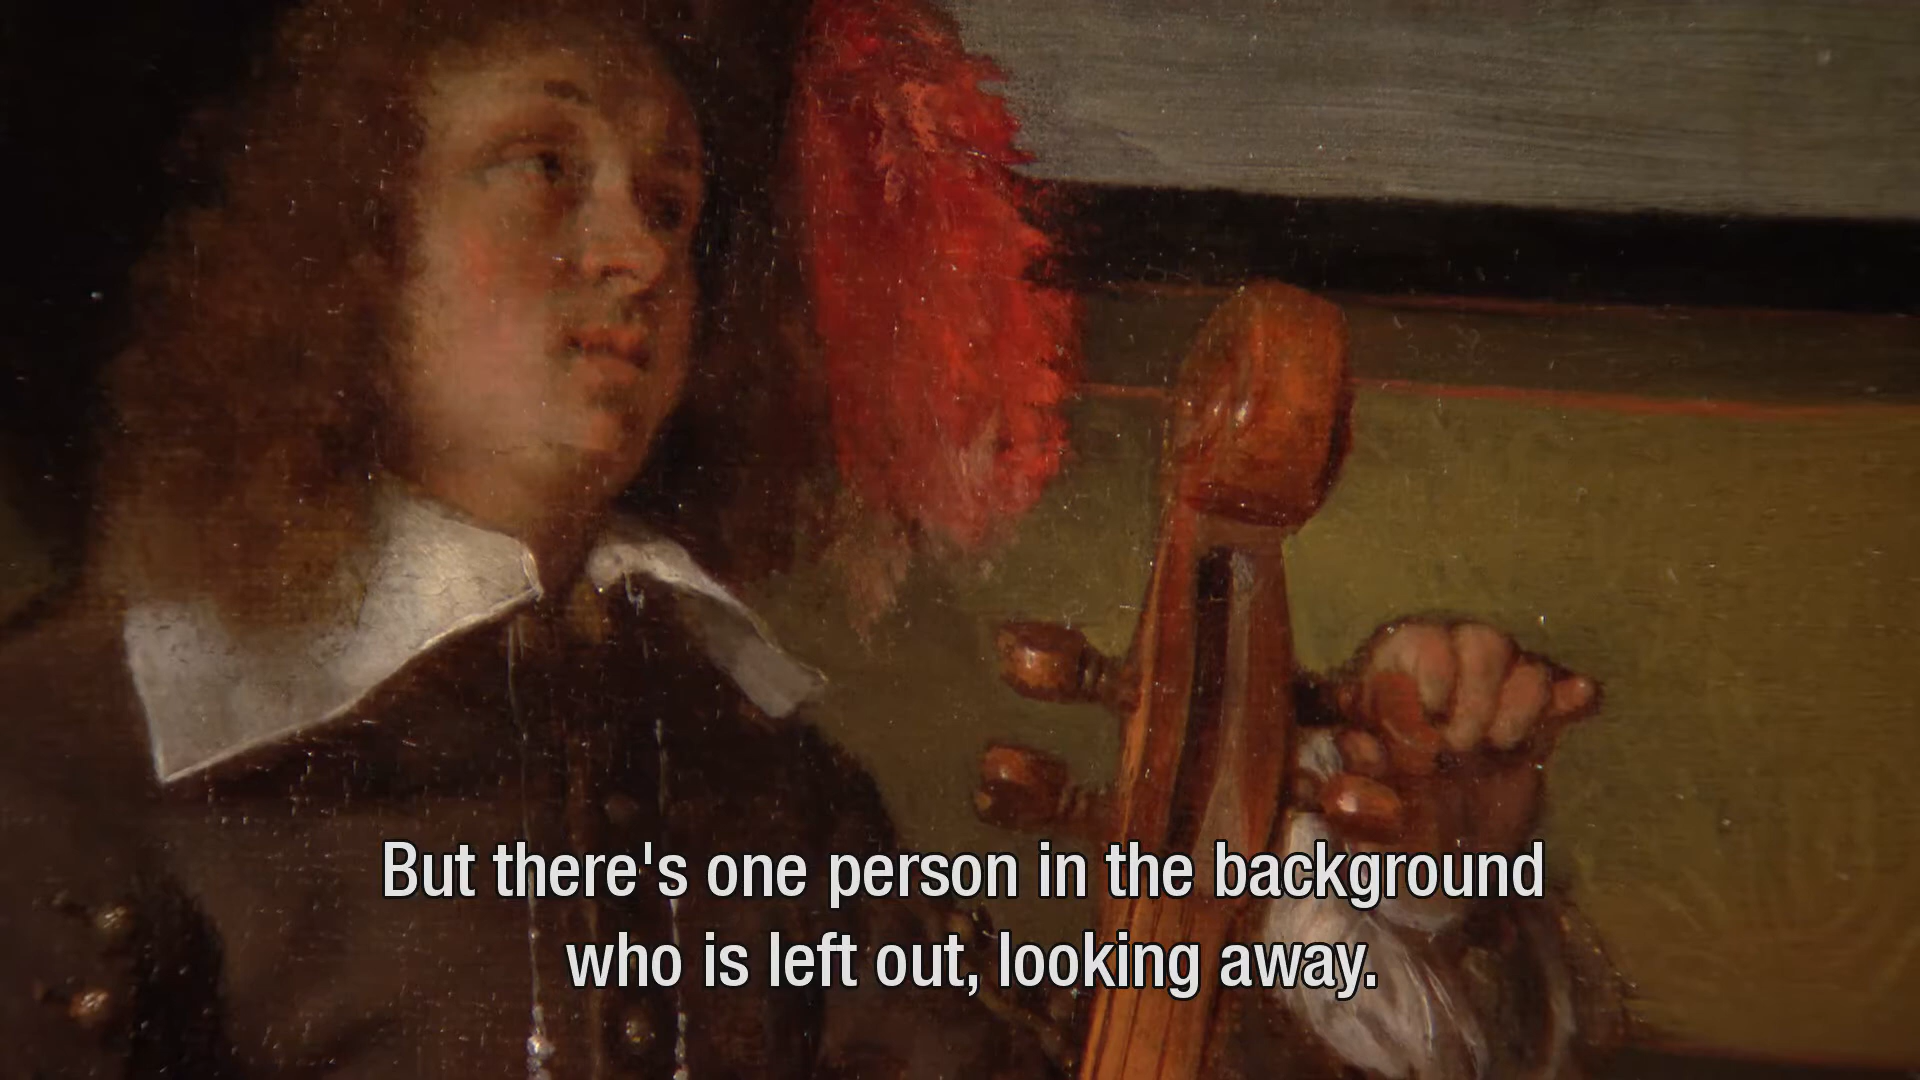 But there's one person in the background
who is left out, looking away.